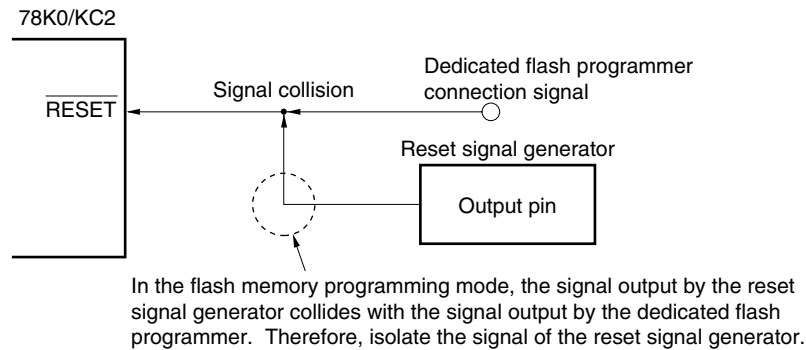 78K0/KC2
Dedicated flash programmer
connection signal
Signal collision
RESET
Reset signal generator
Output pin
In the flash memory programming mode, the signal output by the reset
signal generator collides with the signal output by the dedicated flash
programmer. Therefore, isolate the signal of the reset signal generator.